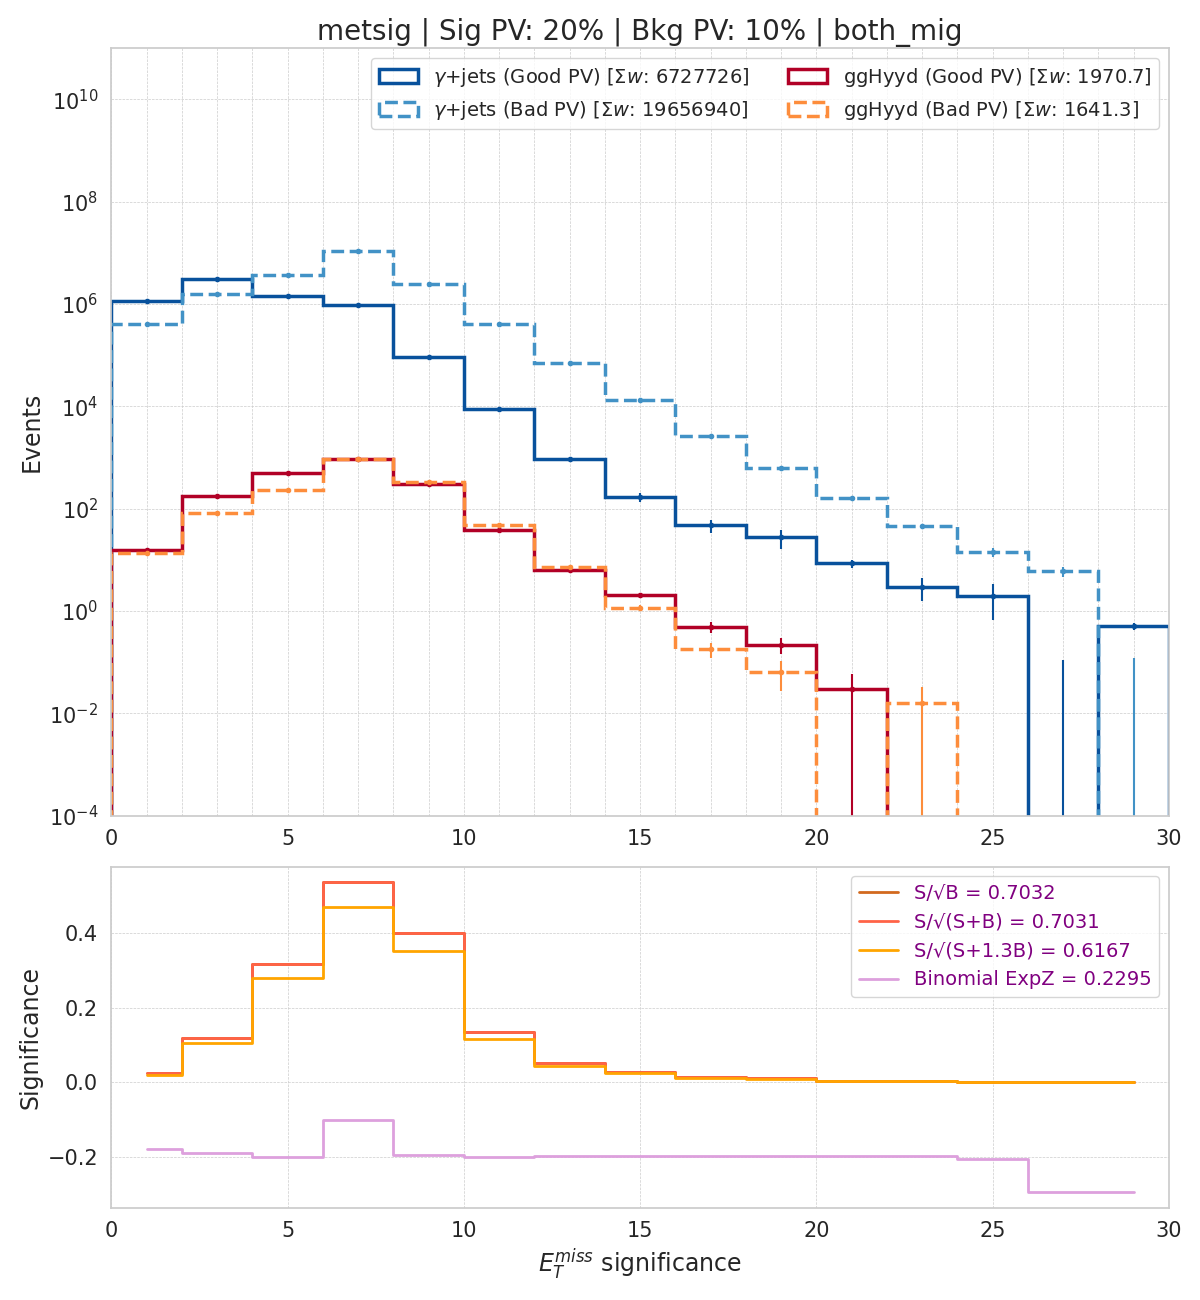 metsig | Sig PV: 20% | Bkg PV: 10% | both_mig
γ+jets (Good PV) [Σw: 6727726]
γ+jets (Bad PV) [Σw: 19656940]
ggHyyd (Good PV) [Σw: 1970.7]
ggHyyd (Bad PV) [Σw: 1641.3]
Events
10^10
10^8
10^6
10^4
10^2
10^0
10^−2
10^−4
0 5 10 15 20 25 30
S/√B = 0.7032
S/√(S+B) = 0.7031
S/√(S+1.3B) = 0.6167
Binomial ExpZ = 0.2295
Significance
0.4
0.2
0.0
−0.2
0 5 10 15 20 25 30
E_T^miss significance